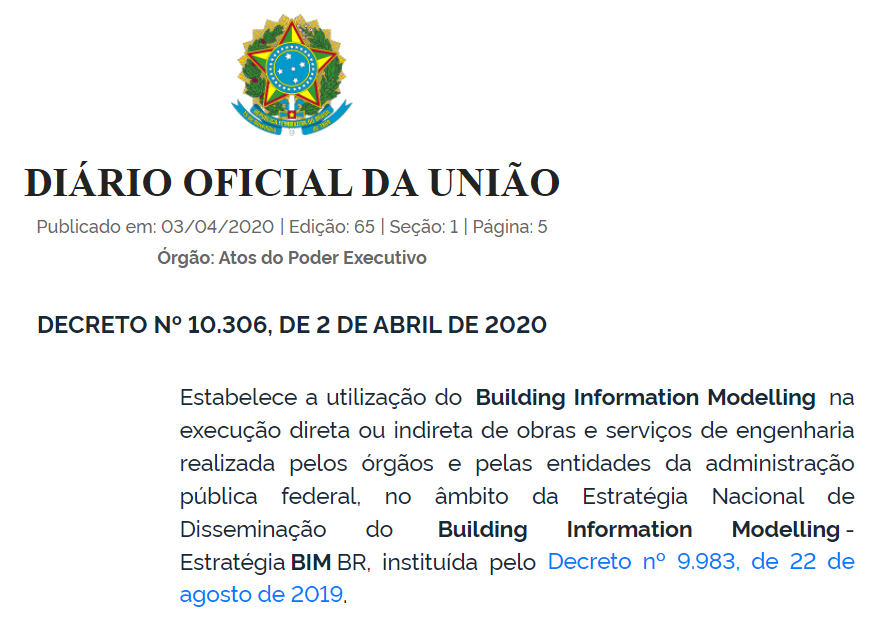 DIÁRIO OFICIAL DA UNIÃO
Publicado em: 03/04/2020 | Edição: 65 | Seção: 1 | Página: 5
Órgão: Atos do Poder Executivo
DECRETO Nº 10.306, DE 2 DE ABRIL DE 2020
Estabelece a utilização do Building Information Modelling na
execução direta ou indireta de obras e serviços de engenharia
realizada pelos órgãos e pelas entidades da administração
pública federal, no âmbito da Estratégia Nacional de
Disseminação do Building Information Modelling -
Estratégia BIM BR, instituída pelo Decreto nº 9.983, de 22 de
agosto de 2019.